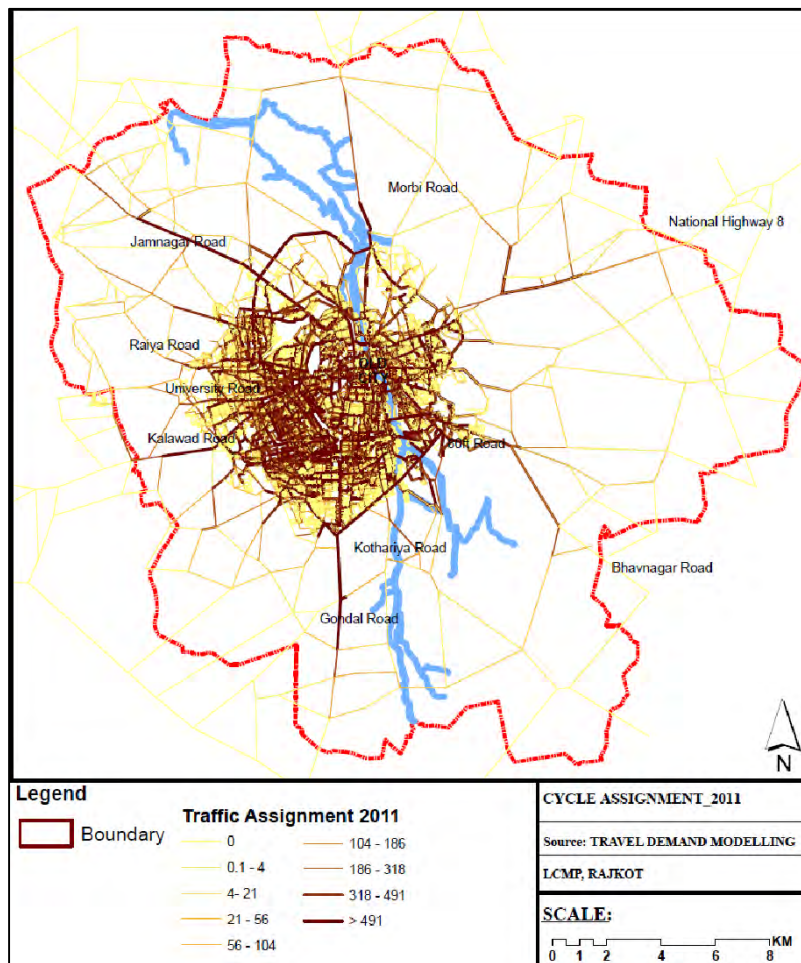 Morbi Road
National Highway 8
Jamnagar Road
Raiya Road
OLD
CITY
University Road
Kalawad Road
80ft Road
Kothariya Road
Bhavnagar Road
Gondal Road
N
Legend
Boundary
Traffic Assignment 2011
0
0.1 - 4
4- 21
21 - 56
56 - 104
104 - 186
186 - 318
318 - 491
> 491
CYCLE ASSIGNMENT_2011
Source: TRAVEL DEMAND MODELLING
LCMP, RAJKOT
SCALE:
KM
0 1 2 4 6 8